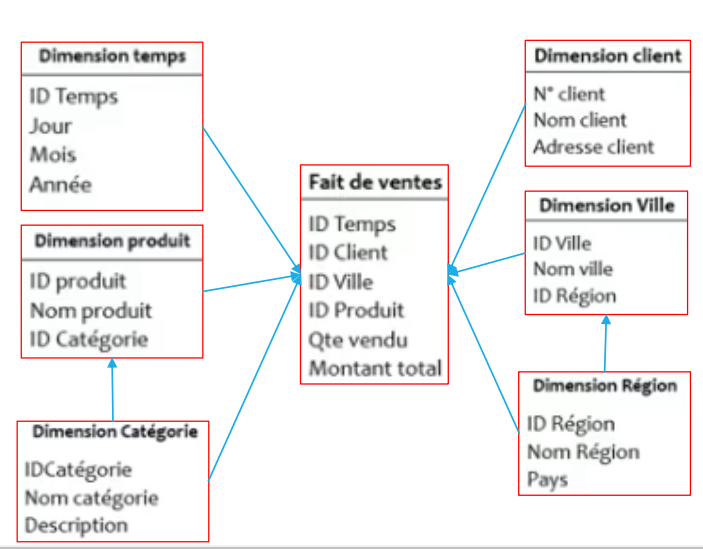 Dimension temps
ID Temps
Jour
Mois
Année
Dimension produit
ID produit
Nom produit
ID Catégorie
Dimension Catégorie
IDCatégorie
Nom catégorie
Description
Fait de ventes
ID Temps
ID Client
ID Ville
ID Produit
Qte vendu
Montant total
Dimension client
N° client
Nom client
Adresse client
Dimension Ville
ID Ville
Nom ville
ID Région
Dimension Région
ID Région
Nom Région
Pays